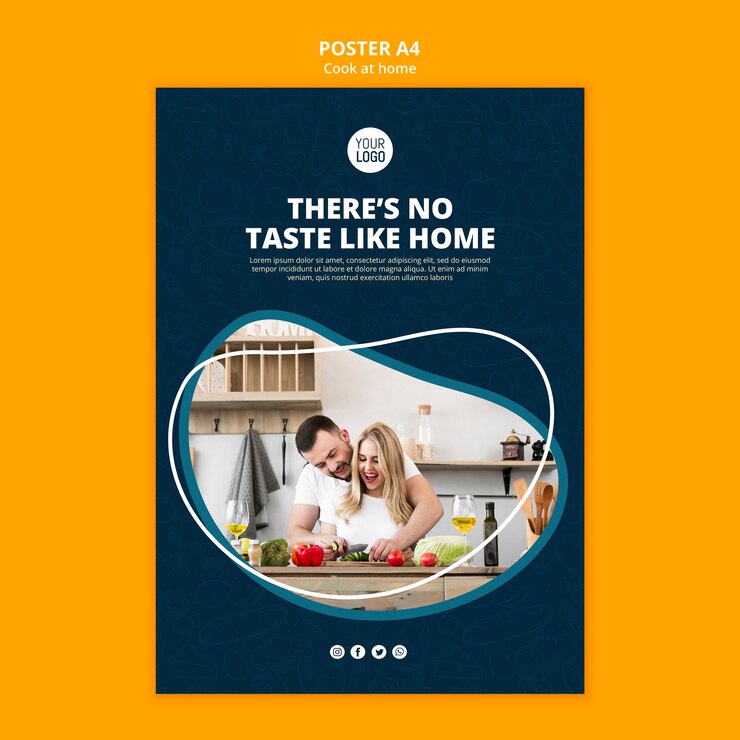 POSTER A4
Cook at home
YOUR
LOGO
THERE'S NO
TASTE LIKE HOME
Lorem ipsum dolor sit amet, consectetur adipiscing elit, sed do eiusmod
tempor incididunt ut labore et dolore magna aliqua. Ut enim ad minim
veniam, quis nostrud exercitation ullamco laboris